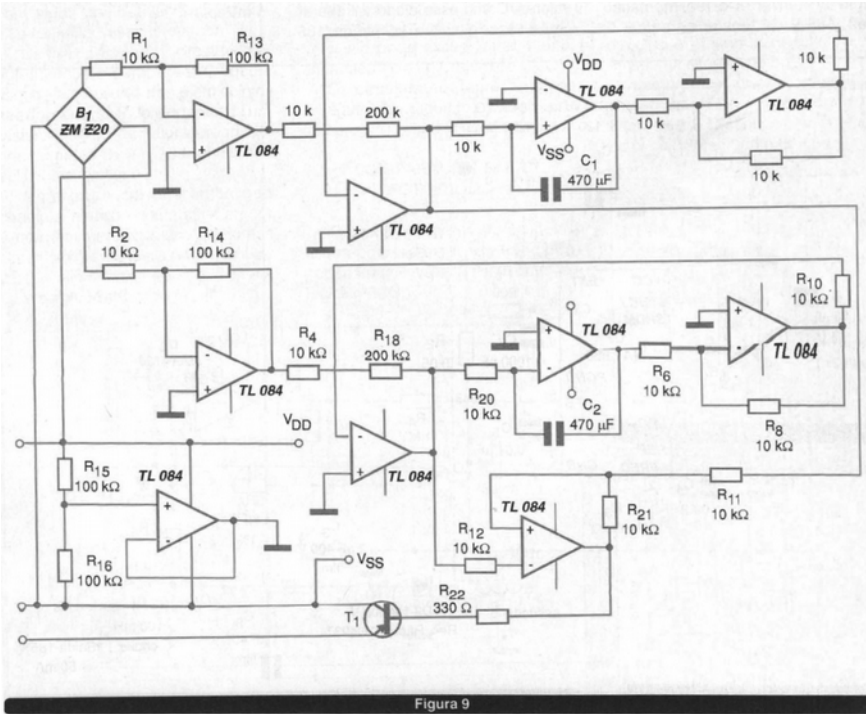 R1
10 kΩ
R13
100 kΩ
B1
ZM Z20
TL 084
10 k
200 k
10 k
VDD
TL 084
VSS
C1
470 µF
10 k
TL 084
10 k
10 k
TL 084
R2
10 kΩ
R14
100 kΩ
TL 084
R4
10 kΩ
R18
200 kΩ
R20
10 kΩ
TL 084
C2
470 µF
R6
10 kΩ
TL 084
R10
10 kΩ
R8
10 kΩ
VDD
R15
100 kΩ
TL 084
R16
100 kΩ
TL 084
R12
10 kΩ
TL 084
R21
10 kΩ
R11
10 kΩ
VSS
R22
330 Ω
T1
Figura 9